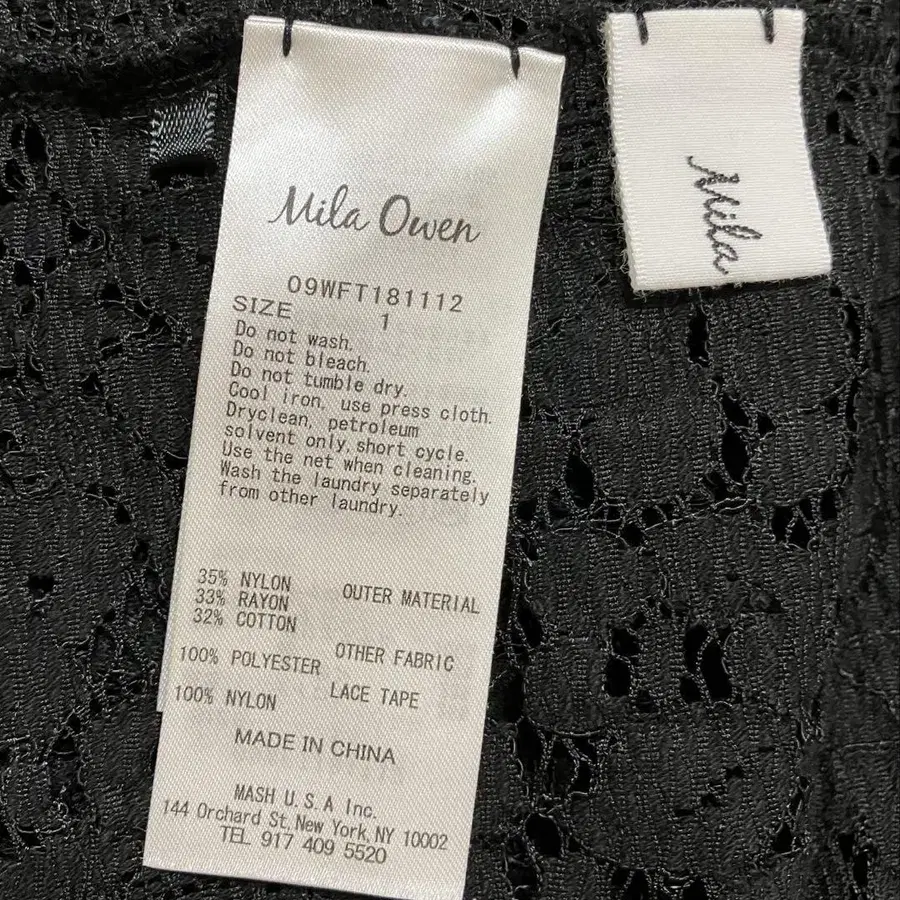 Mila Owen
09WFT181112
SIZE 1
Do not wash.
Do not bleach.
Do not tumble dry.
Cool iron, use press cloth.
Dryclean, petroleum
solvent only, short cycle.
Use the net when cleaning.
Wash the laundry separately
from other laundry.
35% NYLON OUTER MATERIAL
33% RAYON
32% COTTON
100% POLYESTER OTHER FABRIC
100% NYLON LACE TAPE
MADE IN CHINA
MASH U.S.A Inc.
144 Orchard St, New York, NY 10002
TEL 917 409 5520
Mila